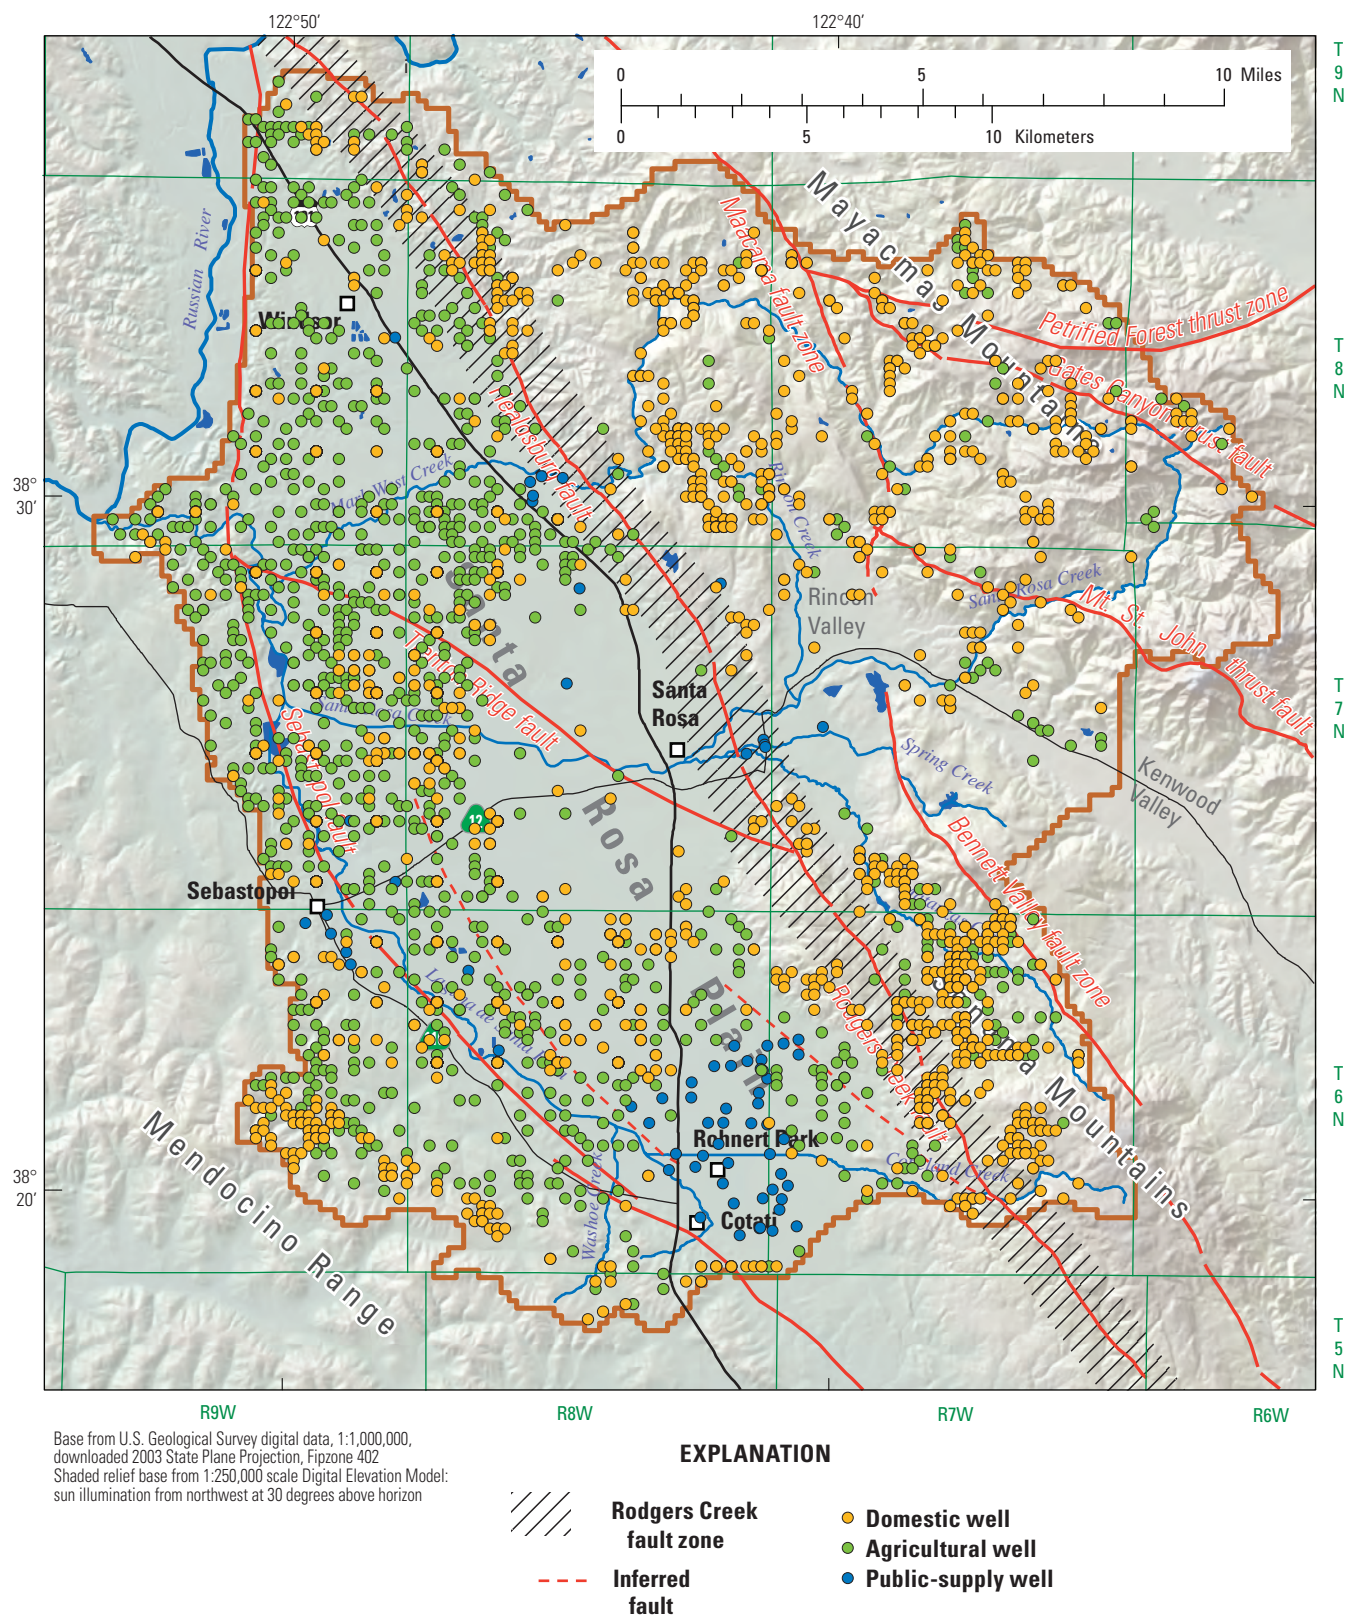 122°50'
122°40'
0 5 10 Miles
0 5 10 Kilometers
T
9
N
Mayacmas Mountains
Maacama fault zone
Russian River
Windsor
Petrified Forest thrust zone
Gates Canyon thrust fault
T
8
N
Healdsburg fault
Mark West Creek
Rincon Creek
38°
30'
Santa Rosa Plain
Rincon
Valley
Santa Rosa Creek
Mt. St. John thrust fault
Trenton Ridge fault
Santa Rosa Creek
Santa
Rosa
T
7
N
Sebastopol fault
Spring Creek
Kenwood
Valley
12
Bennett Valley fault zone
Sebastopol
Laguna de Santa Rosa
Rodgers Creek fault
Sonoma Mountains
Mendocino Range
T
6
N
Rohnert Park
Copeland Creek
38°
20'
Washoe Creek
Cotati
T
5
N
R9W
R8W
R7W
R6W
Base from U.S. Geological Survey digital data, 1:1,000,000,
downloaded 2003 State Plane Projection, Fipzone 402
Shaded relief base from 1:250,000 scale Digital Elevation Model:
sun illumination from northwest at 30 degrees above horizon
EXPLANATION
Rodgers Creek
fault zone
Inferred
fault
Domestic well
Agricultural well
Public-supply well